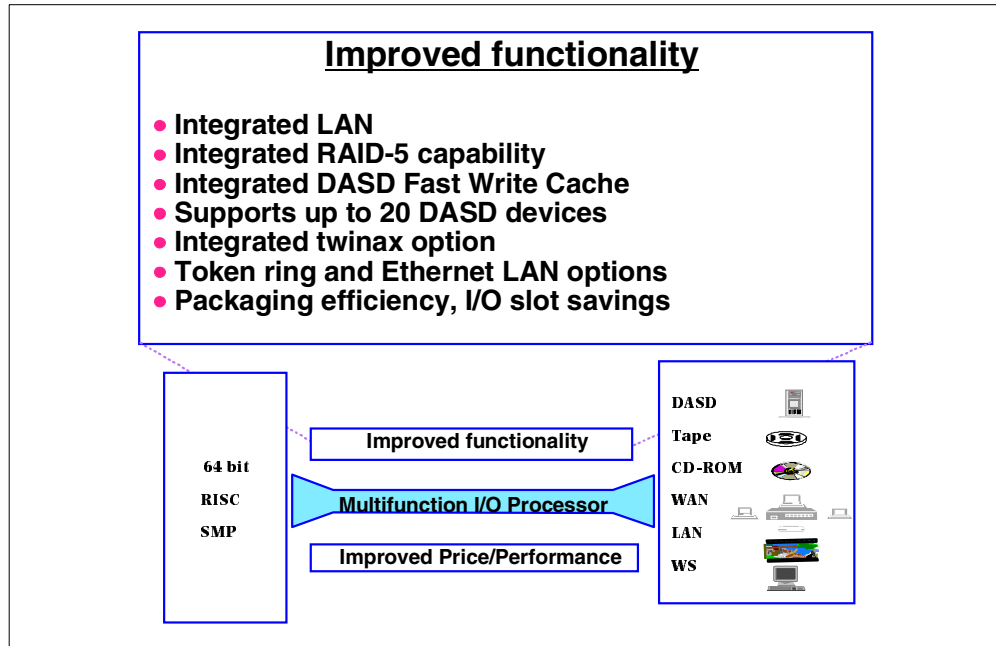 Improved functionality
• Integrated LAN
• Integrated RAID-5 capability
• Integrated DASD Fast Write Cache
• Supports up to 20 DASD devices
• Integrated twinax option
• Token ring and Ethernet LAN options
• Packaging efficiency, I/O slot savings
64 bit
RISC
SMP
Improved functionality
Multifunction I/O Processor
Improved Price/Performance
DASD
Tape
CD-ROM
WAN
LAN
WS